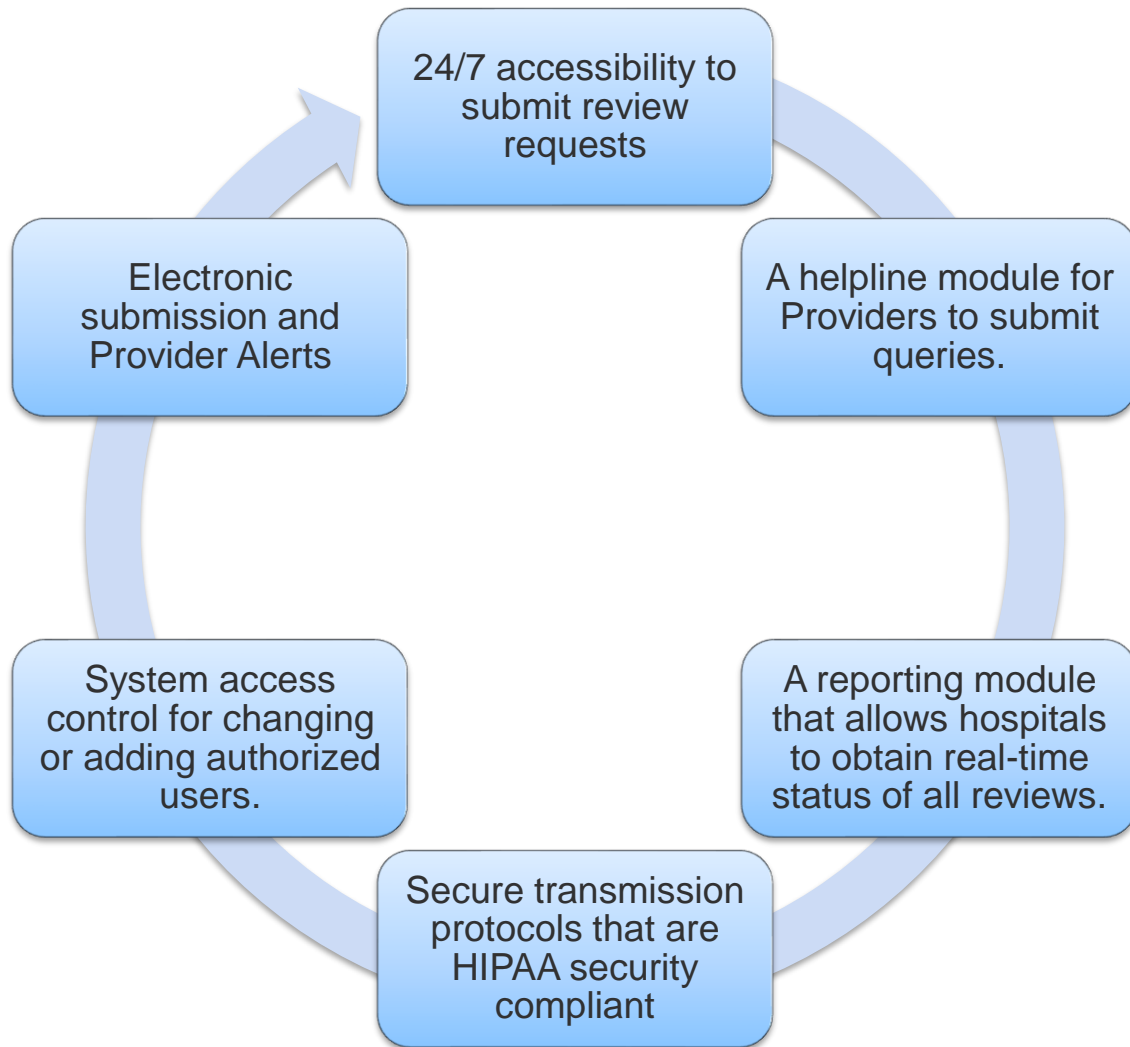 24/7 accessibility to
submit review
requests
A helpline module for
Providers to submit
queries.
A reporting module
that allows hospitals
to obtain real-time
status of all reviews.
Secure transmission
protocols that are
HIPAA security
compliant
System access
control for changing
or adding authorized
users.
Electronic
submission and
Provider Alerts